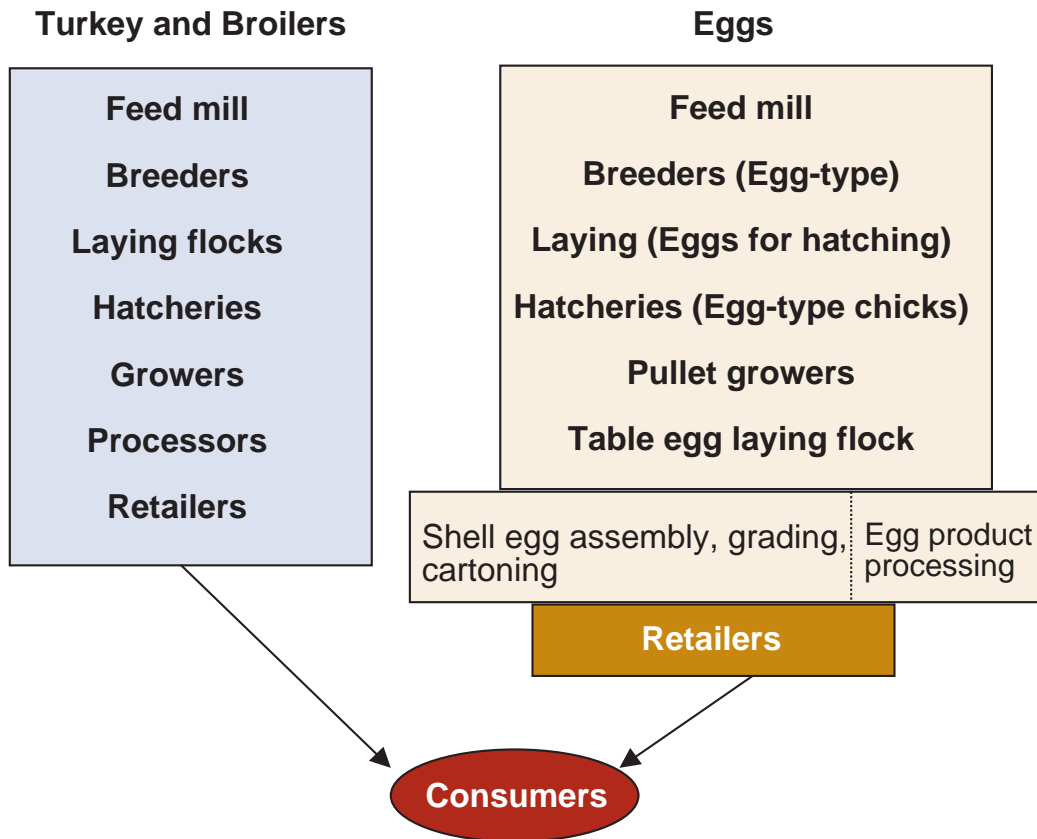 Turkey and Broilers
Feed mill
Breeders
Laying flocks
Hatcheries
Growers
Processors
Retailers
Eggs
Feed mill
Breeders (Egg-type)
Laying (Eggs for hatching)
Hatcheries (Egg-type chicks)
Pullet growers
Table egg laying flock
Shell egg assembly, grading,
cartoning
Egg product
processing
Retailers
Consumers